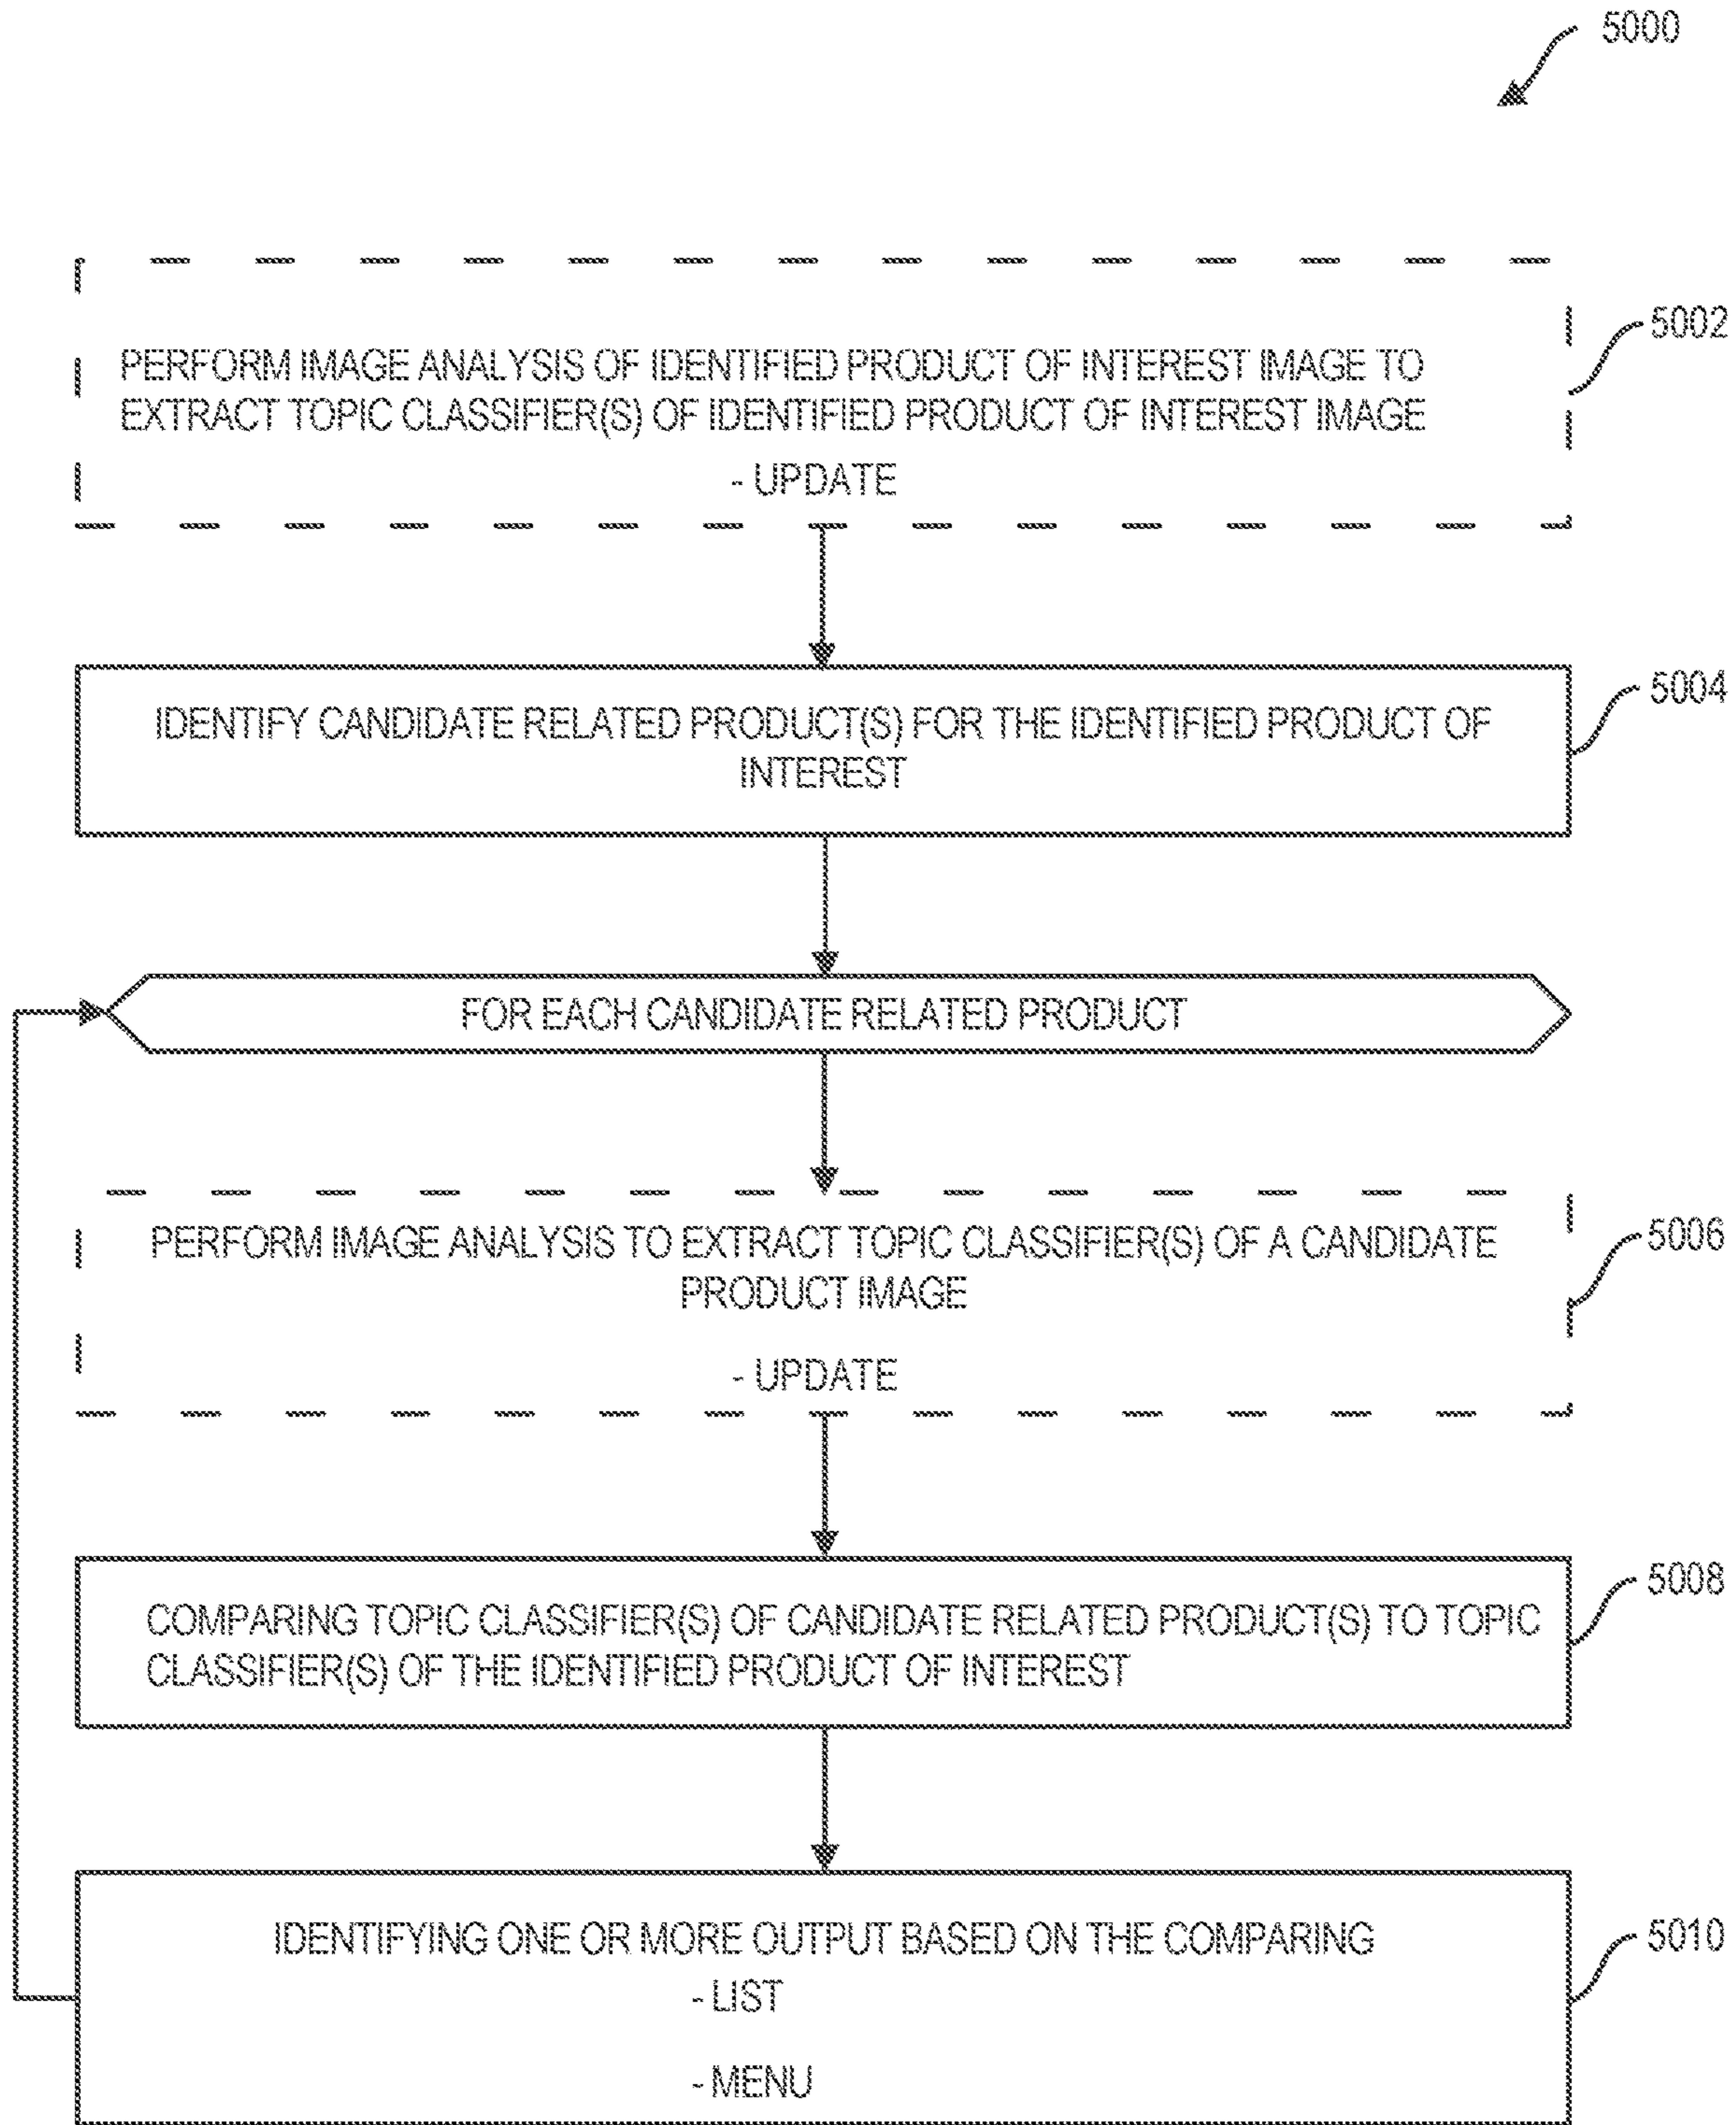 5000
5002
PERFORM IMAGE ANALYSIS OF IDENTIFIED PRODUCT OF INTEREST IMAGE TO
EXTRACT TOPIC CLASSIFIER(S) OF IDENTIFIED PRODUCT OF INTEREST IMAGE
- UPDATE
5004
IDENTIFY CANDIDATE RELATED PRODUCT(S) FOR THE IDENTIFIED PRODUCT OF
INTEREST
FOR EACH CANDIDATE RELATED PRODUCT
5006
PERFORM IMAGE ANALYSIS TO EXTRACT TOPIC CLASSIFIER(S) OF A CANDIDATE
PRODUCT IMAGE
- UPDATE
5008
COMPARING TOPIC CLASSIFIER(S) OF CANDIDATE RELATED PRODUCT(S) TO TOPIC
CLASSIFIER(S) OF THE IDENTIFIED PRODUCT OF INTEREST
5010
IDENTIFYING ONE OR MORE OUTPUT BASED ON THE COMPARING
- LIST
- MENU